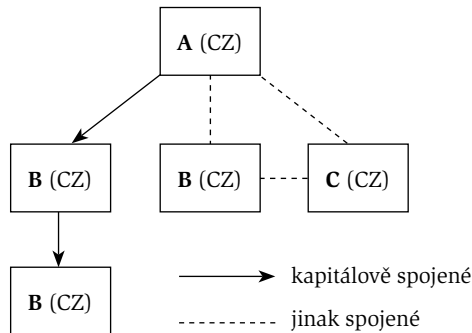 A (CZ)
B (CZ) B (CZ) C (CZ)
B (CZ)
kapitálově spojené
jinak spojené